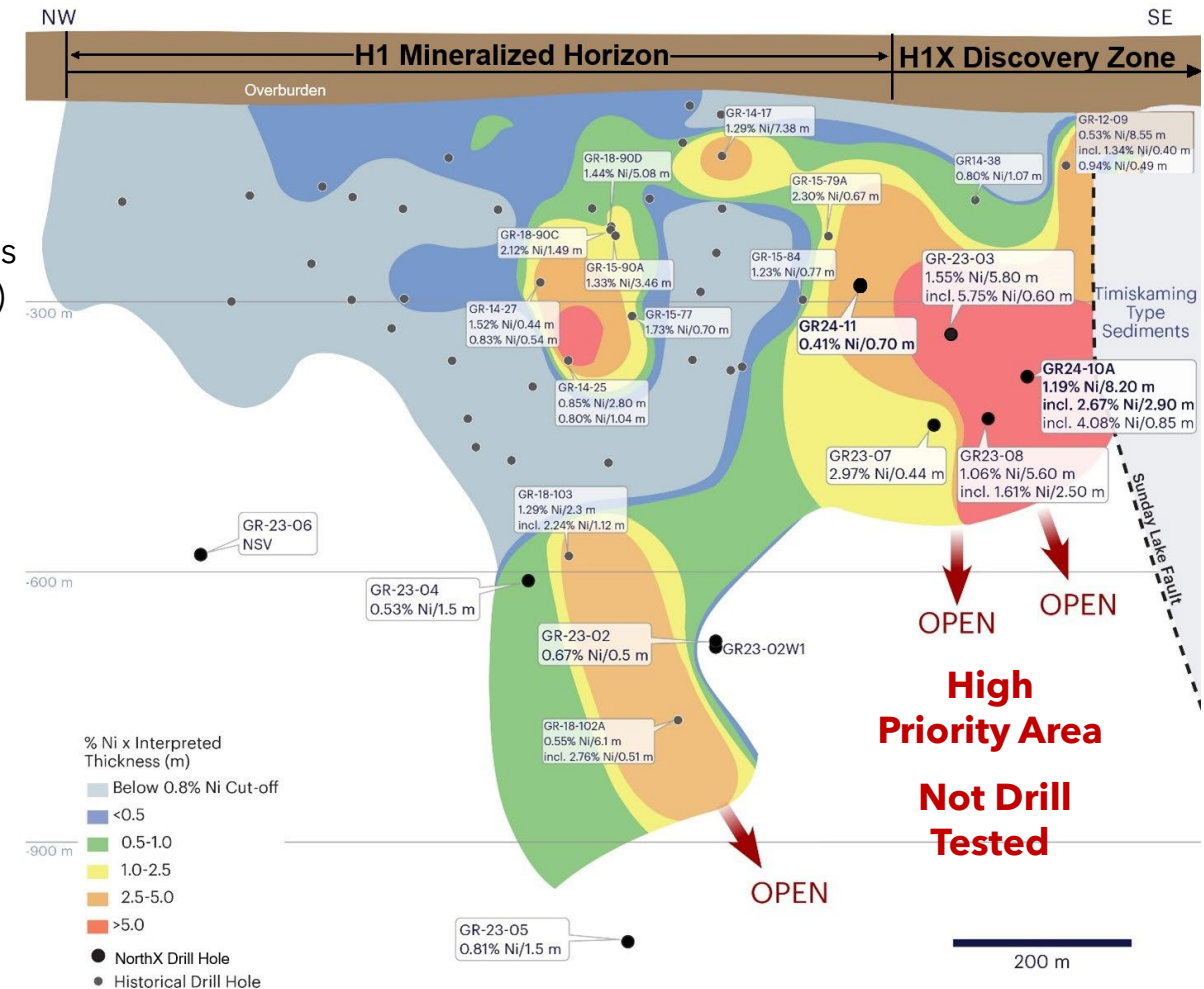 NW
SE
H1 Mineralized Horizon
H1X Discovery Zone
Overburden
GR-14-17
1.29% Ni/7.38 m
GR-12-09
0.53% Ni/8.55 m
incl. 1.34% Ni/0.40 m
0.94% Ni/0.49 m
GR-18-90D
1.44% Ni/5.08 m
GR14-38
0.80% Ni/1.07 m
GR-15-79A
2.30% Ni/0.67 m
GR-18-90C
2.12% Ni/1.49 m
s
)
GR-15-90A
1.33% Ni/3.46 m
GR-15-84
1.23% Ni/0.77 m
GR-23-03
1.55% Ni/5.80 m
incl. 5.75% Ni/0.60 m
Timiskaming
Type
Sediments
-300 m
GR-14-27
1.52% Ni/0.44 m
0.83% Ni/0.54 m
GR-15-77
1.73% Ni/0.70 m
GR24-11
0.41% Ni/0.70 m
GR24-10A
1.19% Ni/8.20 m
incl. 2.67% Ni/2.90 m
incl. 4.08% Ni/0.85 m
GR-14-25
0.85% Ni/2.80 m
0.80% Ni/1.04 m
GR23-07
2.97% Ni/0.44 m
GR23-08
1.06% Ni/5.60 m
incl. 1.61% Ni/2.50 m
GR-18-103
1.29% Ni/2.3 m
incl. 2.24% Ni/1.12 m
Sunday Lake Fault
GR-23-06
NSV
-600 m
GR-23-04
0.53% Ni/1.5 m
OPEN
OPEN
GR-23-02
0.67% Ni/0.5 m
GR23-02W1
High
Priority Area
Not Drill
Tested
GR-18-102A
0.55% Ni/6.1 m
incl. 2.76% Ni/0.51 m
% Ni x Interpreted
Thickness (m)
Below 0.8% Ni Cut-off
<0.5
0.5-1.0
1.0-2.5
2.5-5.0
>5.0
NorthX Drill Hole
Historical Drill Hole
-900 m
OPEN
GR-23-05
0.81% Ni/1.5 m
200 m